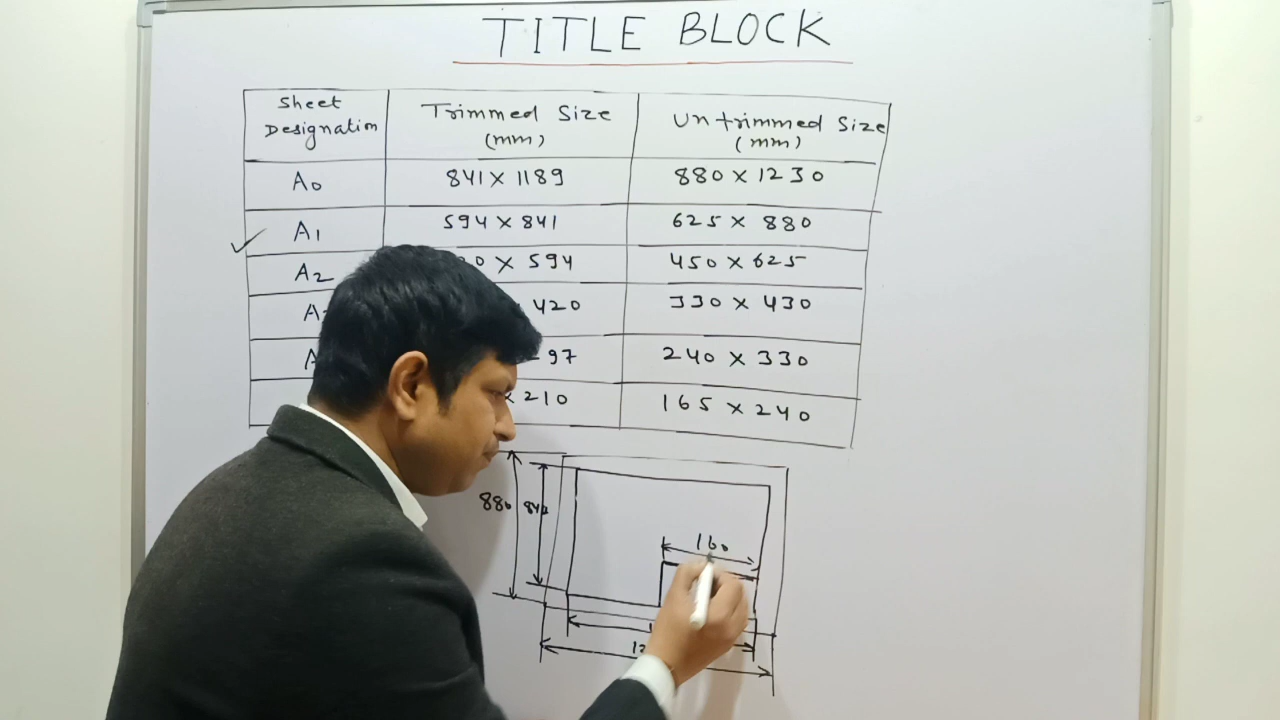 TITLE BLOCK
Sheet Designation Trimmed Size (mm) Untrimmed Size (mm)
A0 841 X 1189 880 X 1230
A1 594 X 841 625 X 880
A2 X 594 450 X 625
420 330 X 430
A 97 240 X 330
X 210 165 X 240
880
160